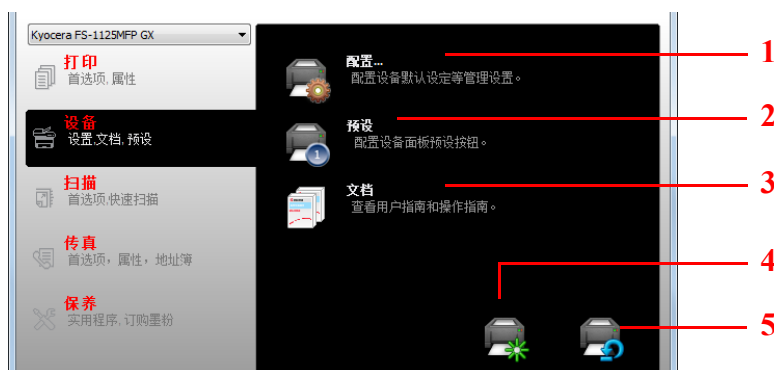 Kyocera FS-1125MFP GX
打印
首选项, 属性
设备
设置,文档, 预设
扫描
首选项,快速扫描
传真
首选项，属性，地址簿
保养
实用程序, 订购墨粉
配置...
配置设备默认设定等管理设置。
预设
配置设备面板预设按钮。
1
文档
查看用户指南和操作指南。
1
2
3
4
5